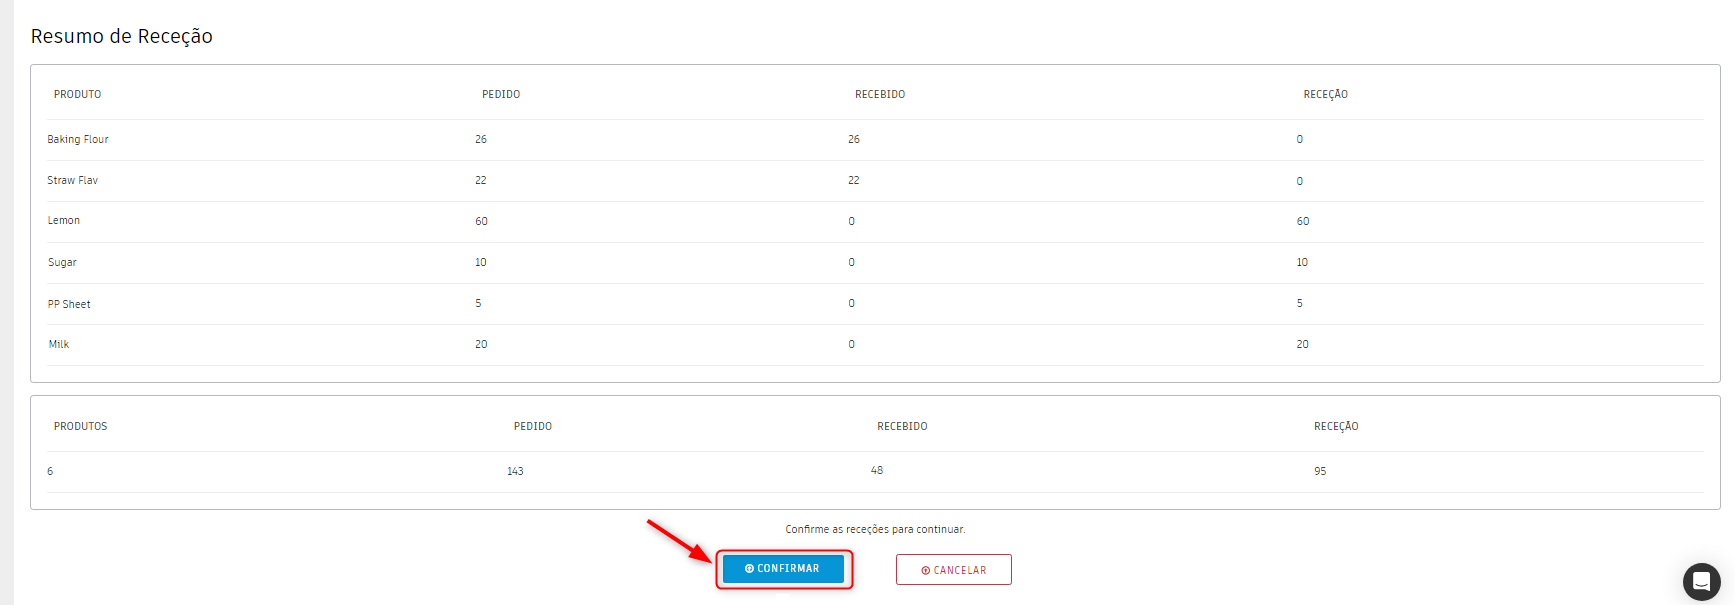 Resumo de Receção
PRODUTO PEDIDO RECEBIDO RECEÇÃO
Baking Flour 26 26 0
Straw Flav 22 22 0
Lemon 60 0 60
Sugar 10 0 10
PP Sheet 5 0 5
Milk 20 0 20
PRODUTOS PEDIDO RECEBIDO RECEÇÃO
6 143 48 95
Confirme as receções para continuar.
CONFIRMAR CANCELAR